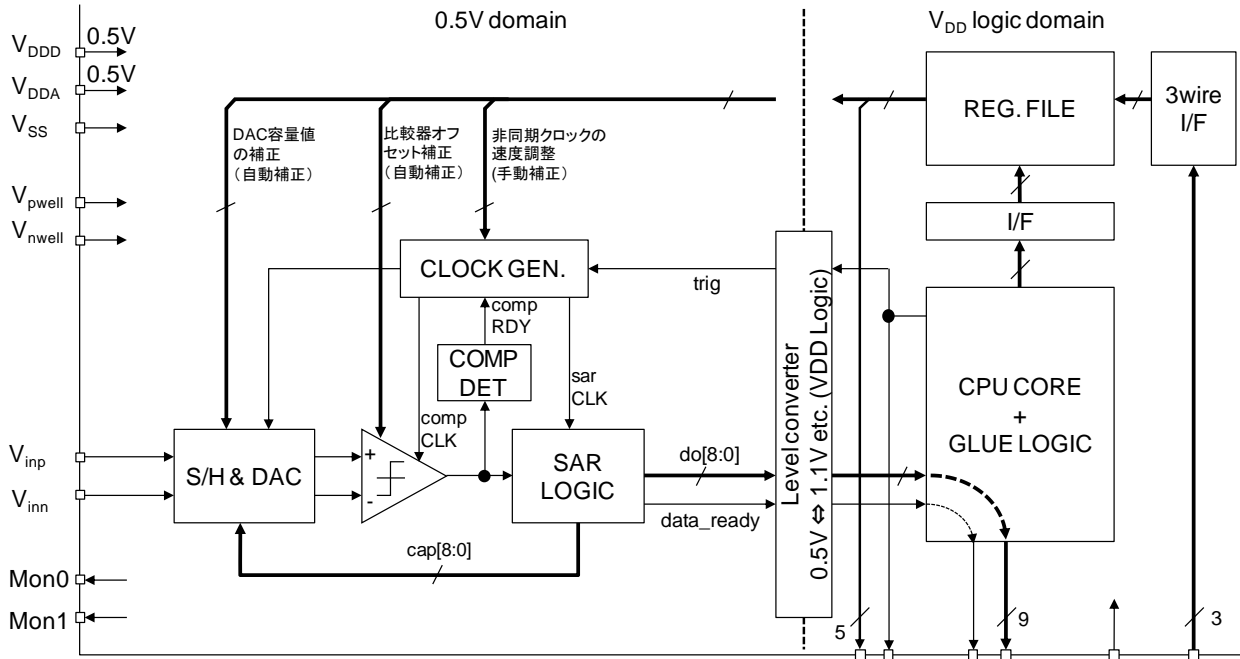 0.5V domain
V_DD logic domain
V_DDD
0.5V
V_DDA
0.5V
V_SS
V_pwell
V_nwell
DAC容量値
の補正
（自動補正）
比較器オフ
セット補正
（自動補正）
非同期クロックの
速度調整
(手動補正）
REG. FILE
3wire
I/F
I/F
CLOCK GEN.
trig
comp
RDY
COMP
DET
sar
CLK
comp
CLK
Level converter
0.5V ⇔ 1.1V etc. (VDD Logic)
CPU CORE
+
GLUE LOGIC
V_inp
V_inn
S/H & DAC
+
-
SAR
LOGIC
do[8:0]
data_ready
cap[8:0]
Mon0
Mon1
5
9
3